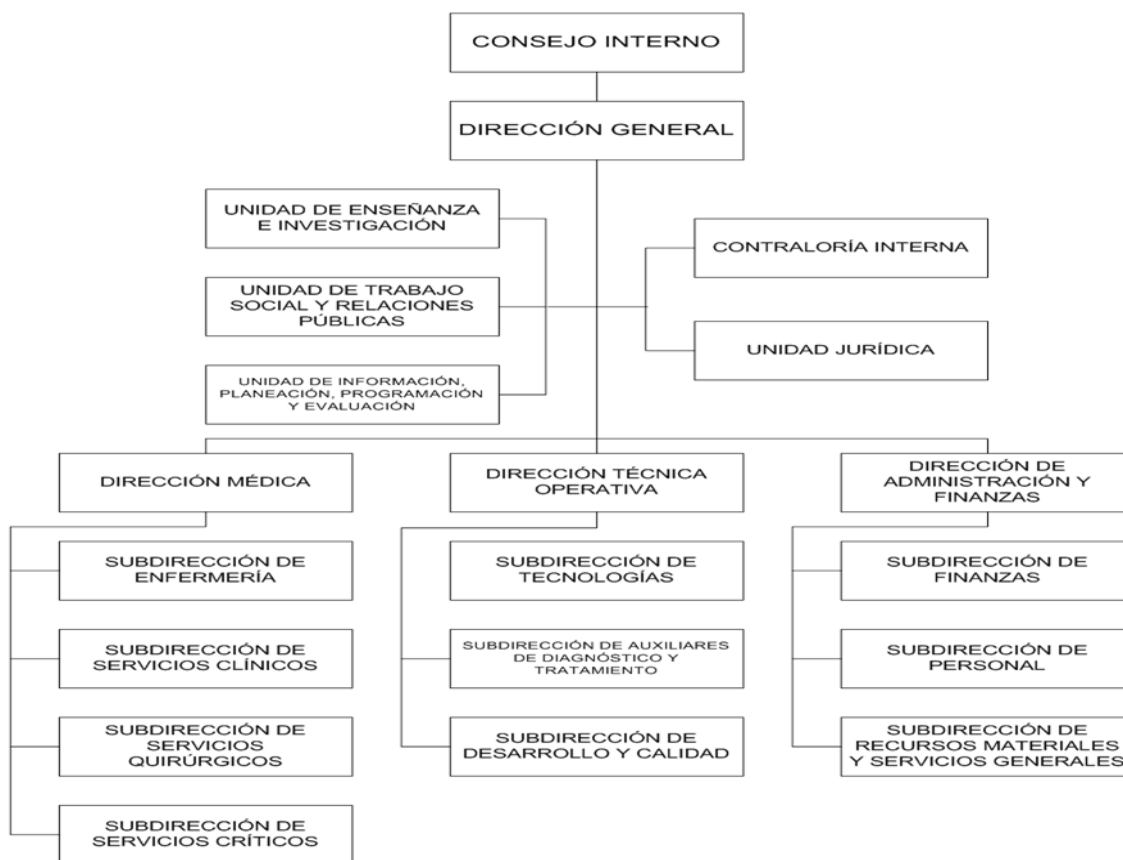 CONSEJO INTERNO
DIRECCIÓN GENERAL
UNIDAD DE ENSEÑANZA
E INVESTIGACIÓN
CONTRALORÍA INTERNA
UNIDAD DE TRABAJO
SOCIAL Y RELACIONES
PÚBLICAS
UNIDAD JURÍDICA
UNIDAD DE INFORMACIÓN,
PLANEACIÓN, PROGRAMACIÓN
Y EVALUACIÓN
DIRECCIÓN MÉDICA
DIRECCIÓN TÉCNICA
OPERATIVA
DIRECCIÓN DE
ADMINISTRACIÓN Y
FINANZAS
SUBDIRECCIÓN DE
ENFERMERÍA
SUBDIRECCIÓN DE
TECNOLOGÍAS
SUBDIRECCIÓN DE
FINANZAS
SUBDIRECCIÓN DE
SERVICIOS CLÍNICOS
SUBDIRECCIÓN DE AUXILIARES
DE DIAGNÓSTICO Y
TRATAMIENTO
SUBDIRECCIÓN DE
PERSONAL
SUBDIRECCIÓN DE
SERVICIOS
QUIRÚRGICOS
SUBDIRECCIÓN DE
DESARROLLO Y CALIDAD
SUBDIRECCIÓN DE
RECURSOS MATERIALES
Y SERVICIOS GENERALES
SUBDIRECCIÓN DE
SERVICIOS CRÍTICOS